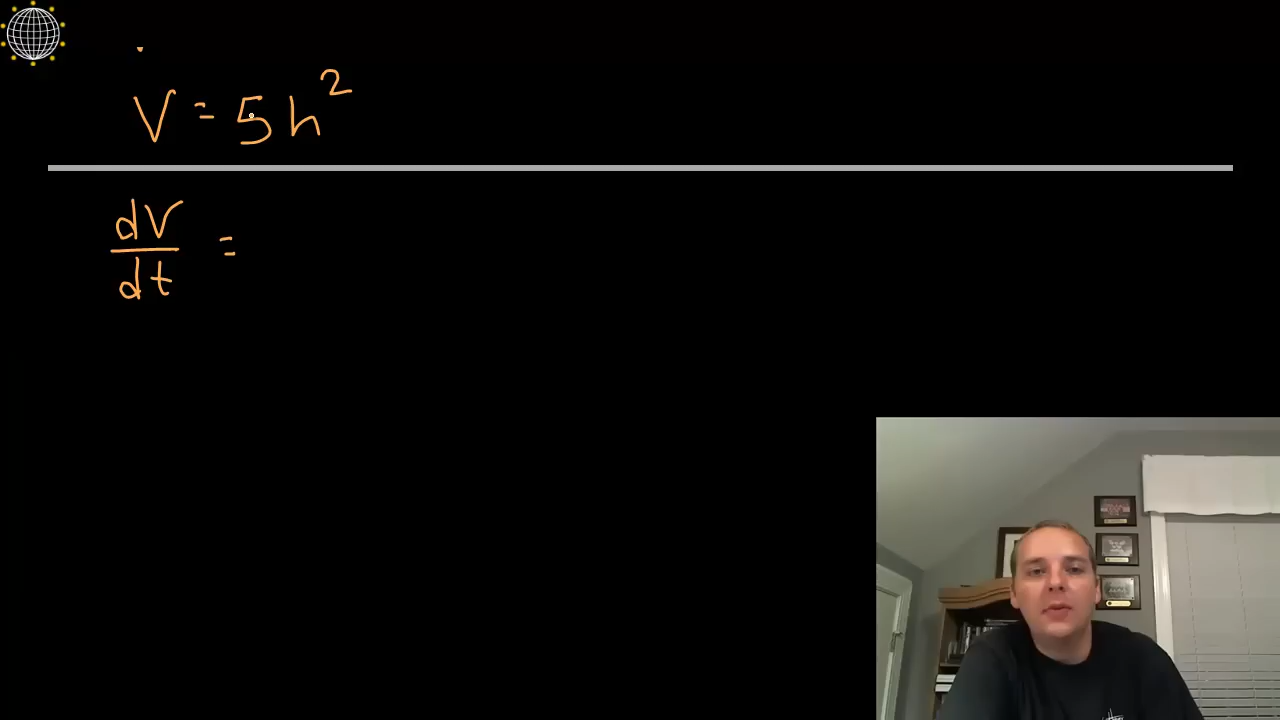 V = 5h²
dV/dt =